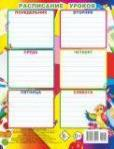 РАСПИСАНИЕ УРОКОВ
ПОНЕДЕЛЬНИК ВТОРНИК
СРЕДА ЧЕТВЕРГ
ПЯТНИЦА СУББОТА